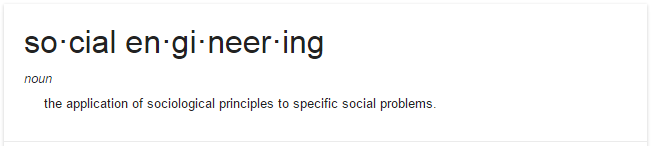 so·cial en·gi·neer·ing
noun
the application of sociological principles to specific social problems.